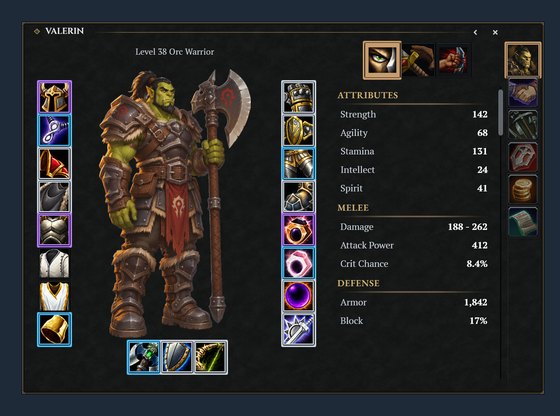 VALERIN
Level 38 Orc Warrior
ATTRIBUTES
Strength 142
Agility 68
Stamina 131
Intellect 24
Spirit 41
MELEE
Damage 188 - 262
Attack Power 412
Crit Chance 8.4%
DEFENSE
Armor 1,842
Block 17%